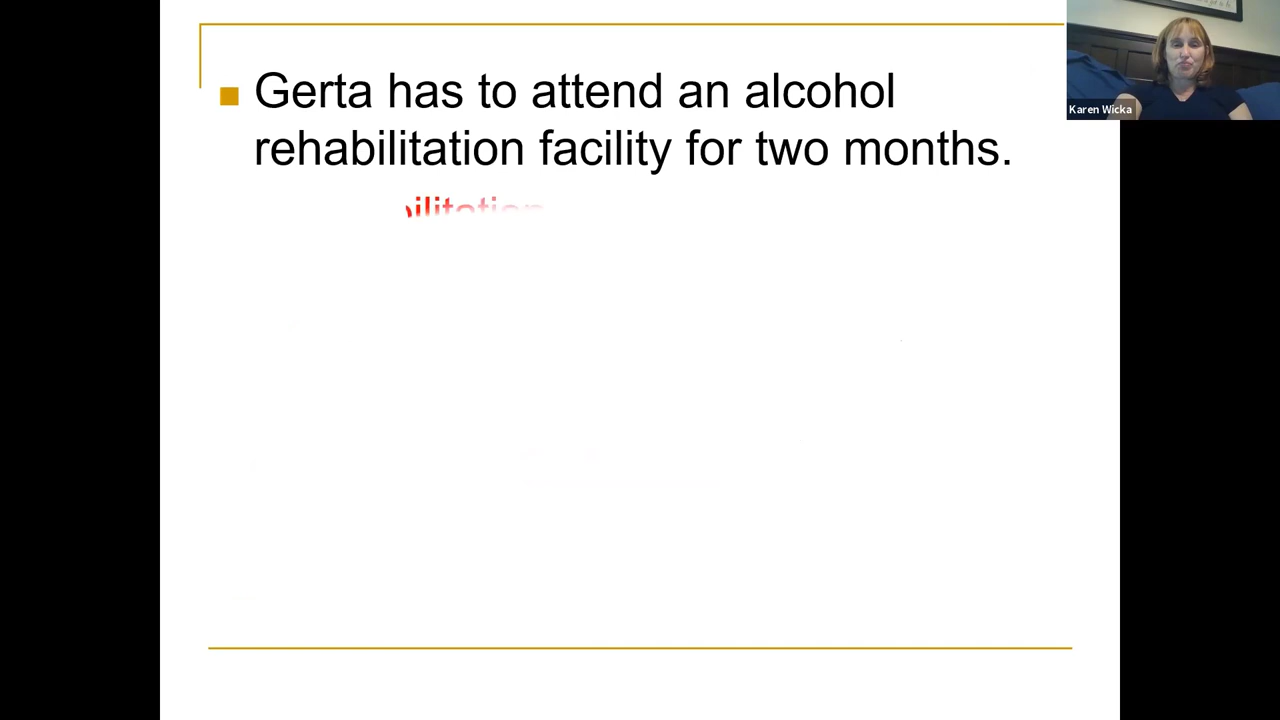 Gerta has to attend an alcohol
rehabilitation facility for two months.
Karen Wicka